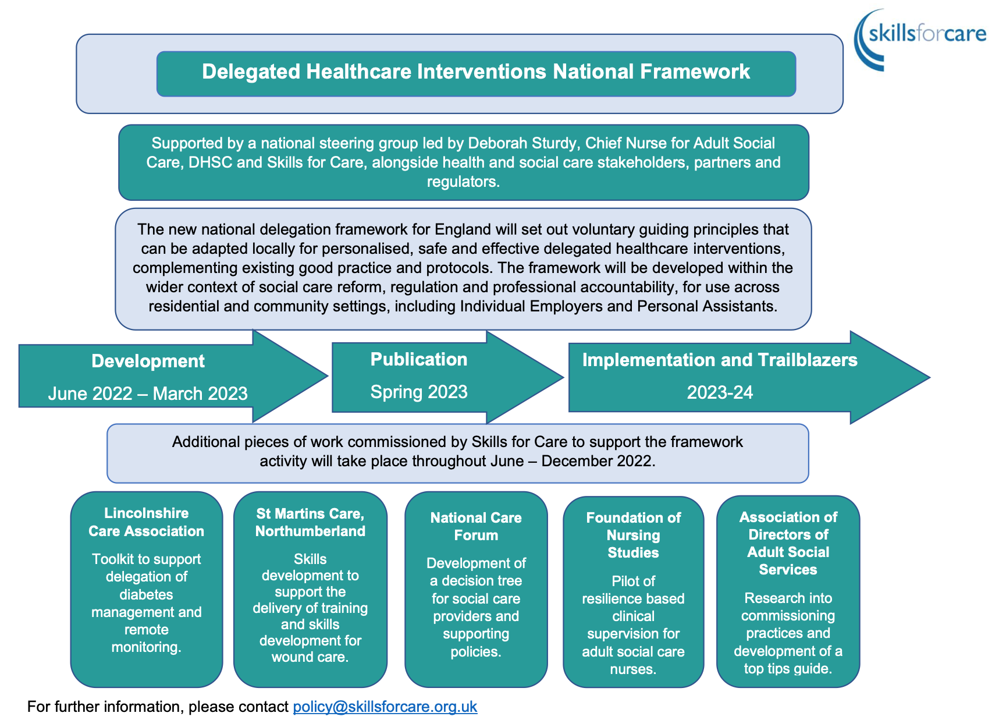 skillsforcare
Delegated Healthcare Interventions National Framework
Supported by a national steering group led by Deborah Sturdy, Chief Nurse for Adult Social
Care, DHSC and Skills for Care, alongside health and social care stakeholders, partners and
regulators.
The new national delegation framework for England will set out voluntary guiding principles that
can be adapted locally for personalised, safe and effective delegated healthcare interventions,
complementing existing good practice and protocols. The framework will be developed within the
wider context of social care reform, regulation and professional accountability, for use across
residential and community settings, including Individual Employers and Personal Assistants.
Development
June 2022 – March 2023
Publication
Spring 2023
Implementation and Trailblazers
2023-24
Additional pieces of work commissioned by Skills for Care to support the framework
activity will take place throughout June – December 2022.
Lincolnshire
Care Association
Toolkit to support
delegation of
diabetes
management and
remote
monitoring.
St Martins Care,
Northumberland
Skills
development to
support the
delivery of training
and skills
development for
wound care.
National Care
Forum
Development of
a decision tree
for social care
providers and
supporting
policies.
Foundation of
Nursing
Studies
Pilot of
resilience based
clinical
supervision for
adult social care
nurses.
Association of
Directors of
Adult Social
Services
Research into
commissioning
practices and
development of a
top tips guide.
For further information, please contact policy@skillsforcare.org.uk